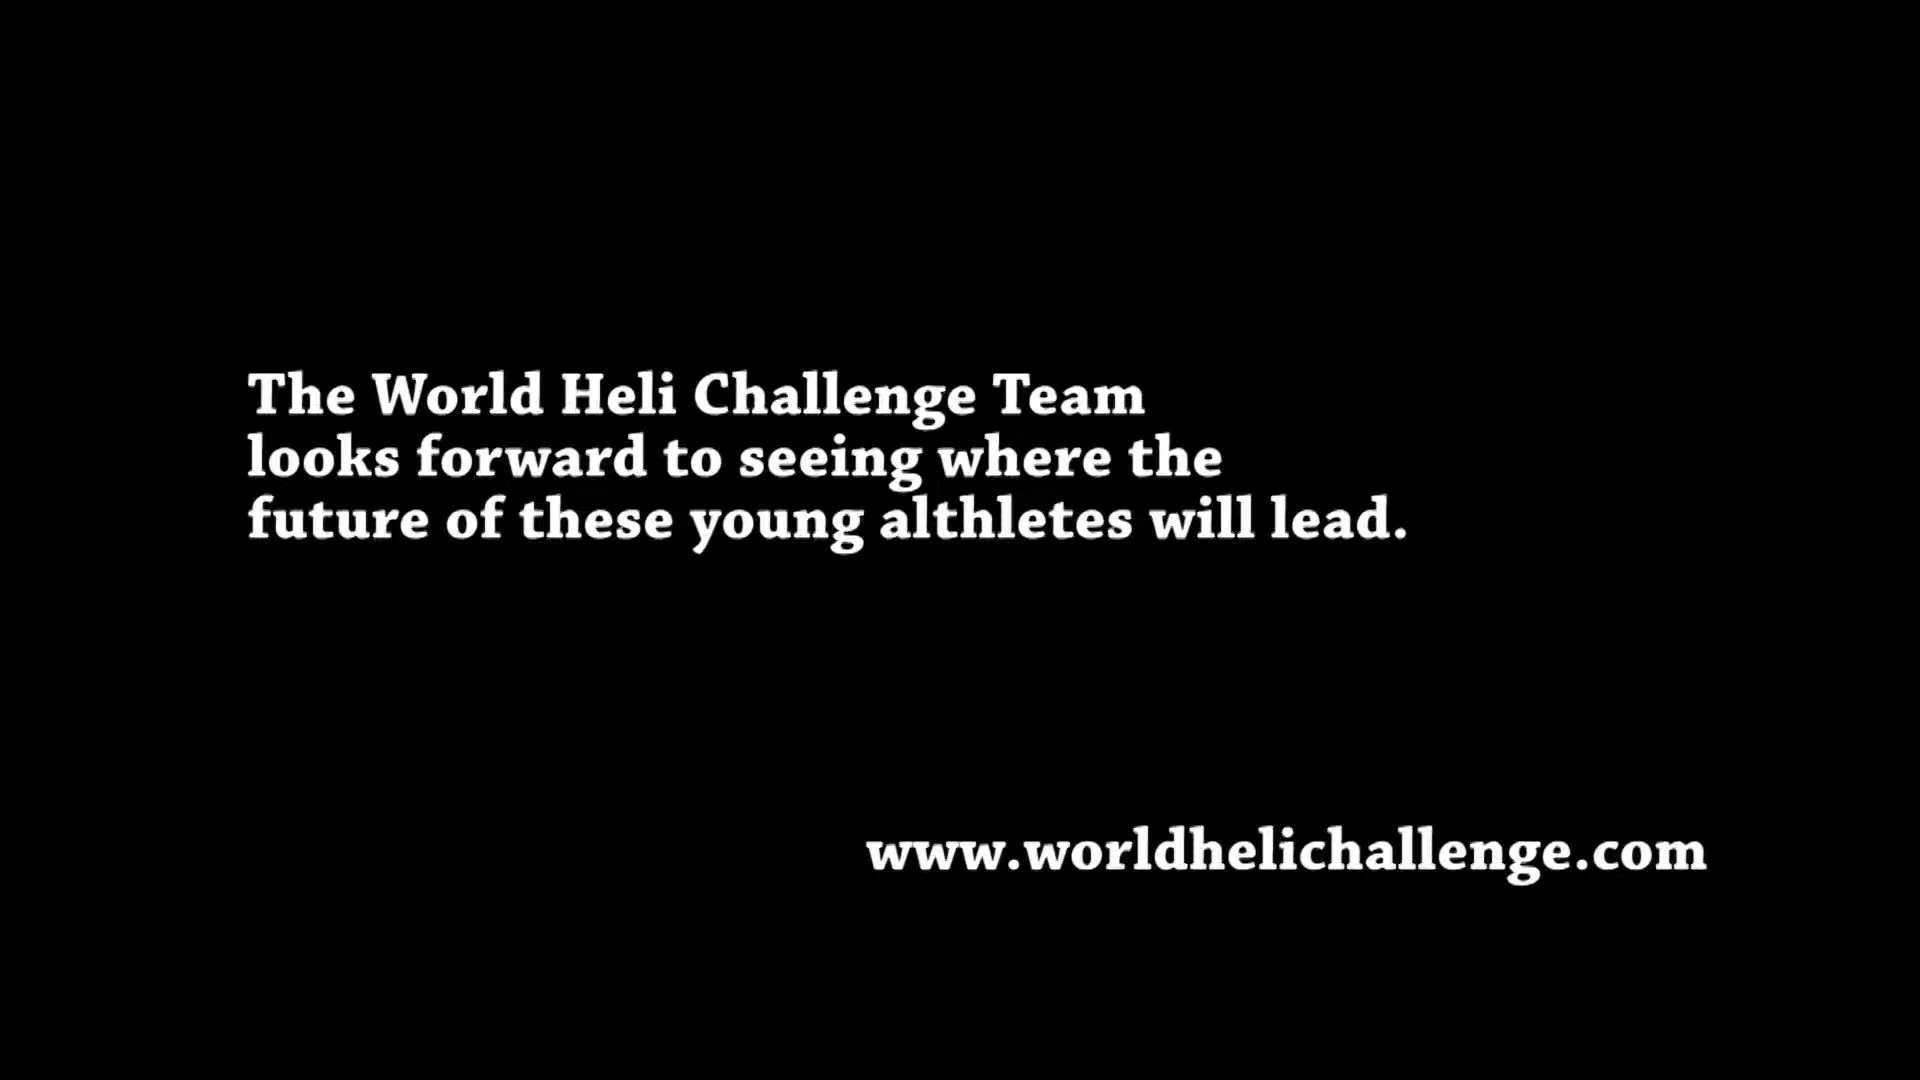 The World Heli Challenge Team
looks forward to seeing where the
future of these young althletes will lead.
www.worldhelichallenge.com